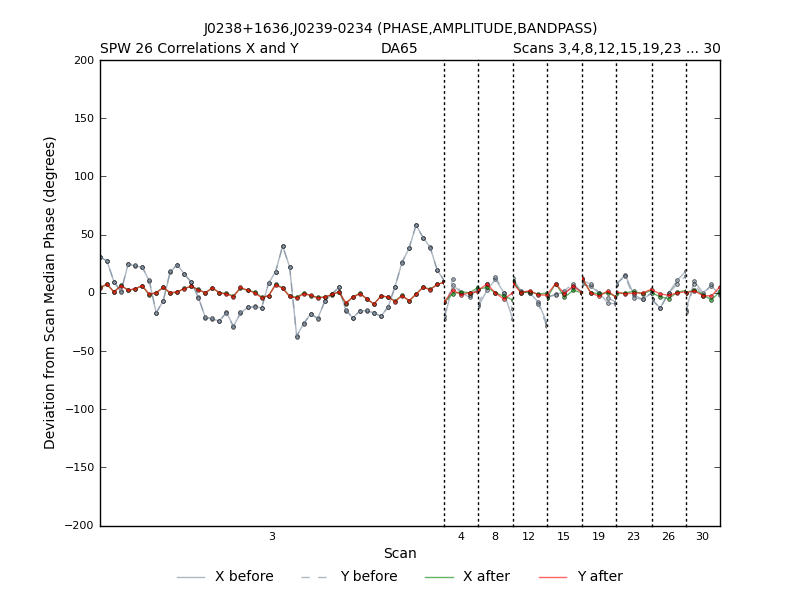 J0238+1636,J0239-0234 (PHASE,AMPLITUDE,BANDPASS)
SPW 26 Correlations X and Y DA65 Scans 3,4,8,12,15,19,23 ... 30
200
150
100
50
0
−50
−100
−150
−200
Deviation from Scan Median Phase (degrees)
3 4 8 12 15 19 23 26 30
Scan
X before Y before X after Y after